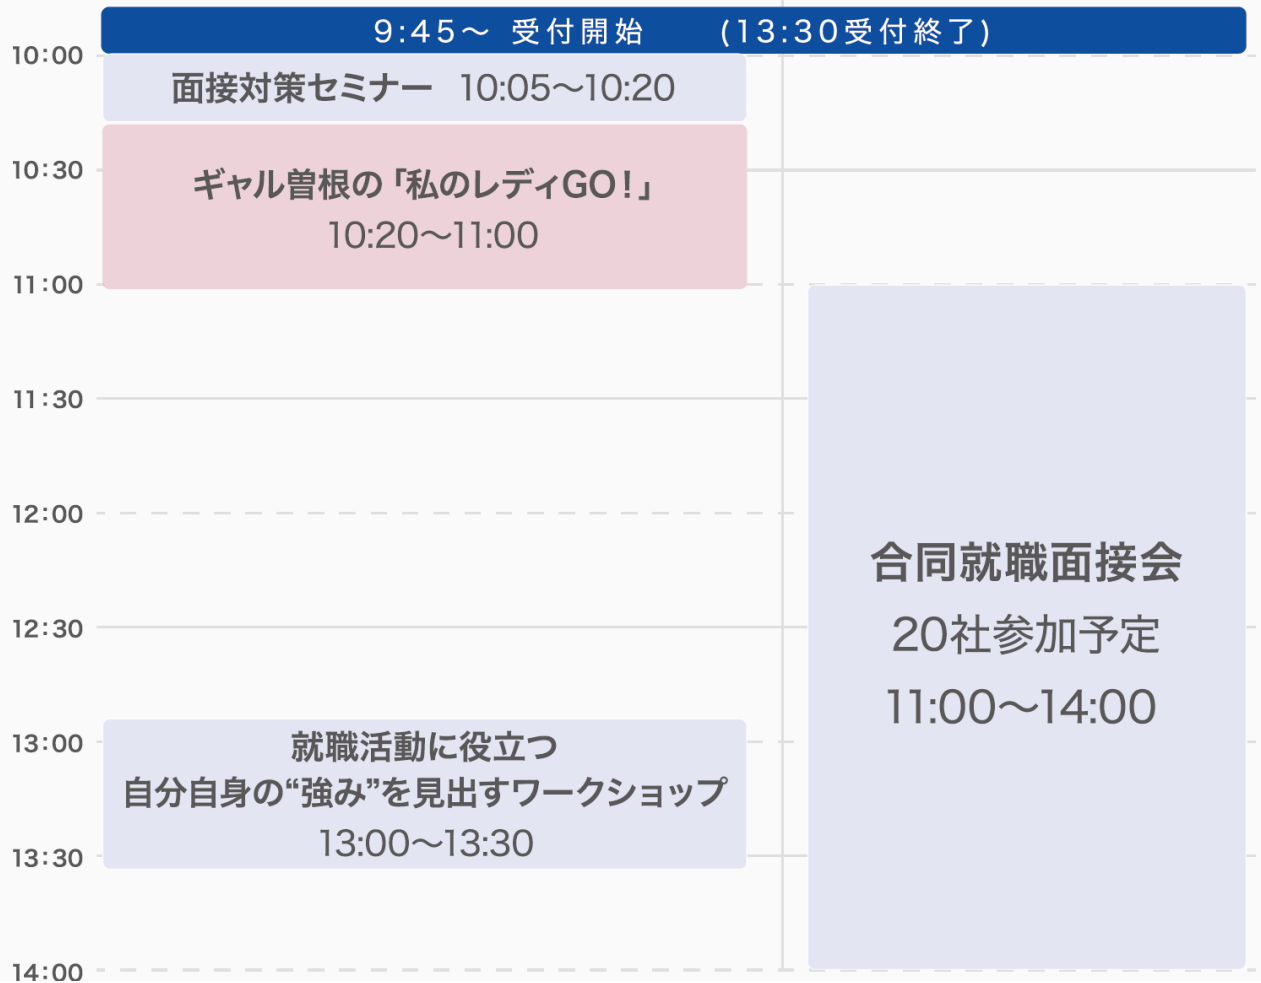 9:45～ 受付開始 (13:30受付終了)
10:00
面接対策セミナー 10:05～10:20
ギャル曽根の「私のレディGO！」
10:20～11:00
10:30
11:00
11:30
12:00
12:30
13:00
13:30
14:00
就職活動に役立つ
自分自身の“強み”を見出すワークショップ
13:00～13:30
合同就職面接会
20社参加予定
11:00～14:00